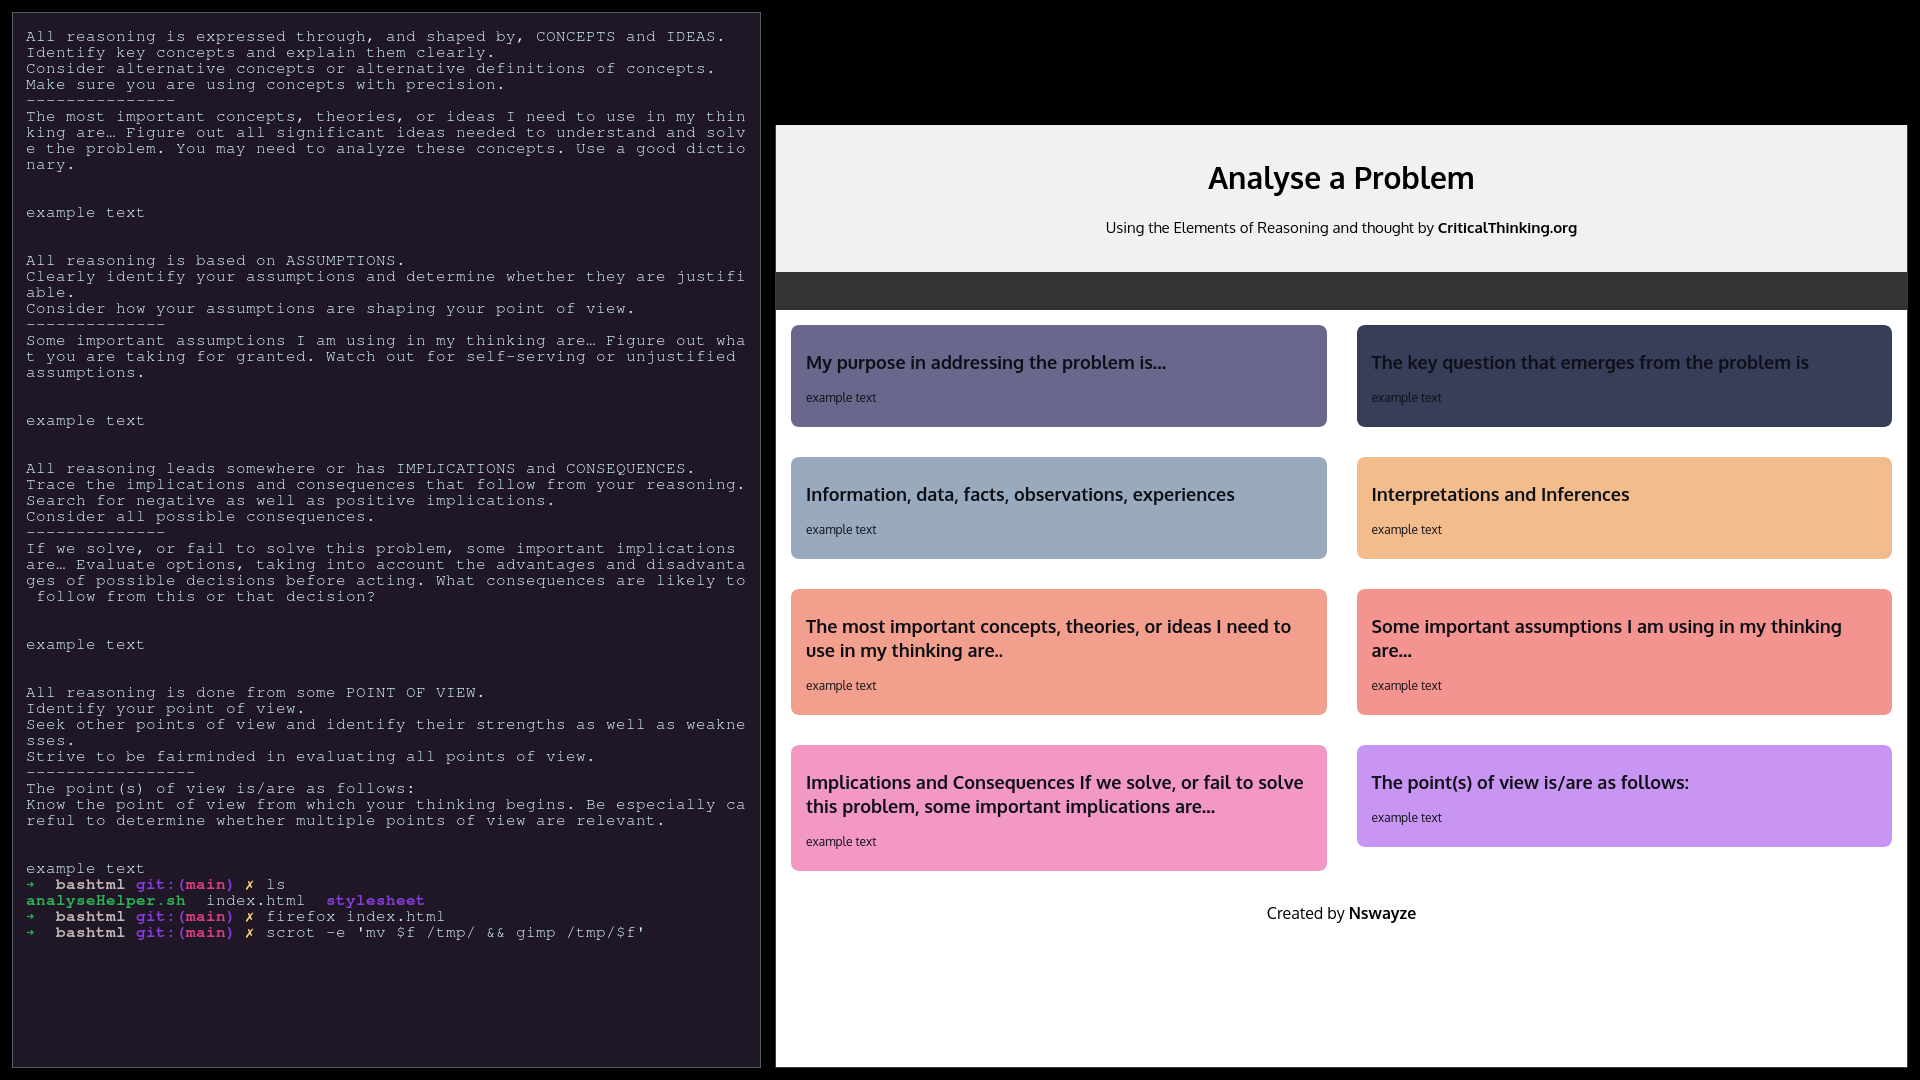 All reasoning is expressed through, and shaped by, CONCEPTS and IDEAS.
Identify key concepts and explain them clearly.
Consider alternative concepts or alternative definitions of concepts.
Make sure you are using concepts with precision.
---------------
The most important concepts, theories, or ideas I need to use in my thin
king are… Figure out all significant ideas needed to understand and solv
e the problem. You may need to analyze these concepts. Use a good dictio
nary.
example text
All reasoning is based on ASSUMPTIONS.
Clearly identify your assumptions and determine whether they are justifi
able.
Consider how your assumptions are shaping your point of view.
--------------
Some important assumptions I am using in my thinking are… Figure out wha
t you are taking for granted. Watch out for self-serving or unjustified
assumptions.
example text
All reasoning leads somewhere or has IMPLICATIONS and CONSEQUENCES.
Trace the implications and consequences that follow from your reasoning.
Search for negative as well as positive implications.
Consider all possible consequences.
--------------
If we solve, or fail to solve this problem, some important implications
are… Evaluate options, taking into account the advantages and disadvanta
ges of possible decisions before acting. What consequences are likely to
 follow from this or that decision?
example text
All reasoning is done from some POINT OF VIEW.
Identify your point of view.
Seek other points of view and identify their strengths as well as weakne
sses.
Strive to be fairminded in evaluating all points of view.
-----------------
The point(s) of view is/are as follows:
Know the point of view from which your thinking begins. Be especially ca
reful to determine whether multiple points of view are relevant.
example text
➜  bashtml git:(main) ✗ ls
analyseHelper.sh  index.html  stylesheet
➜  bashtml git:(main) ✗ firefox index.html
➜  bashtml git:(main) ✗ scrot -e 'mv $f /tmp/ && gimp /tmp/$f'
Analyse a Problem
Using the Elements of Reasoning and thought by CriticalThinking.org
My purpose in addressing the problem is...
example text
The key question that emerges from the problem is
example text
Information, data, facts, observations, experiences
example text
Interpretations and Inferences
example text
The most important concepts, theories, or ideas I need to
use in my thinking are..
example text
Some important assumptions I am using in my thinking
are...
example text
Implications and Consequences If we solve, or fail to solve
this problem, some important implications are...
example text
The point(s) of view is/are as follows:
example text
Created by Nswayze